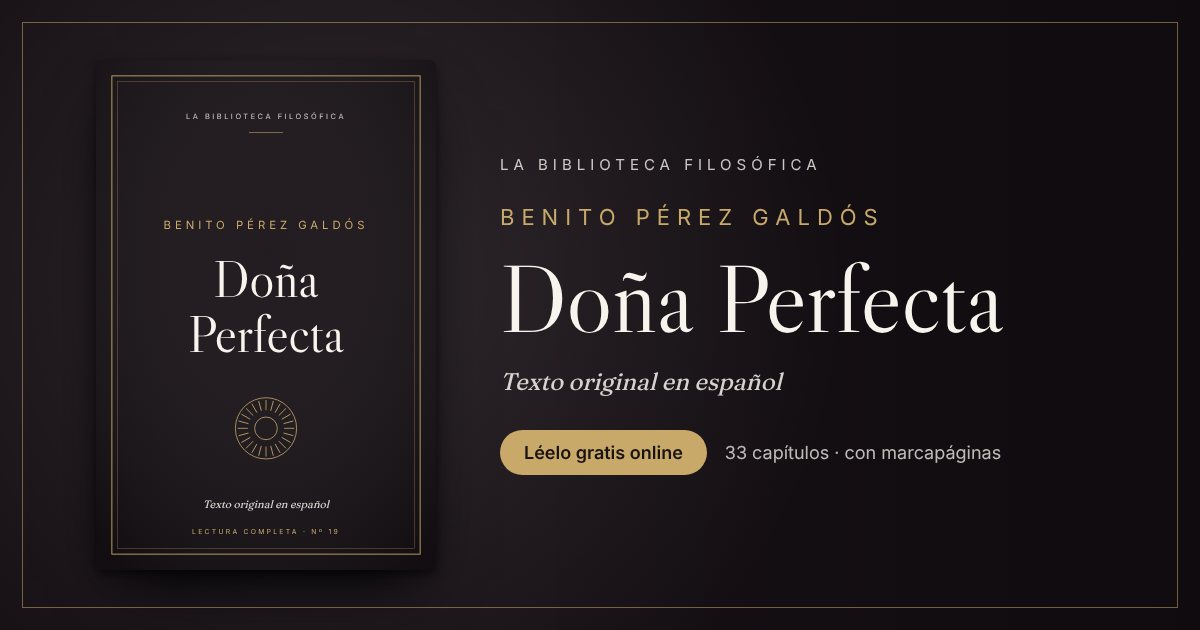 LA BIBLIOTECA FILOSÓFICA
BENITO PÉREZ GALDÓS
Doña
Perfecta
Texto original en español
LECTURA COMPLETA · Nº 19
LA BIBLIOTECA FILOSÓFICA
BENITO PÉREZ GALDÓS
Doña Perfecta
Texto original en español
Léelo gratis online
33 capítulos · con marcapáginas